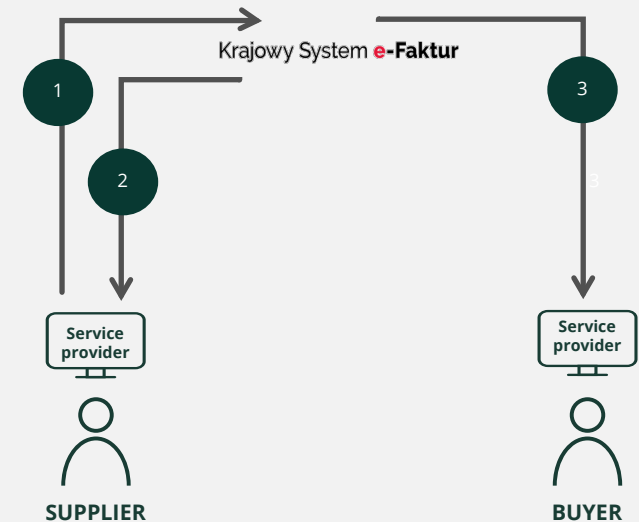 Krajowy System e-Faktur
1
3
2
3
Service
provider
Service
provider
SUPPLIER
BUYER